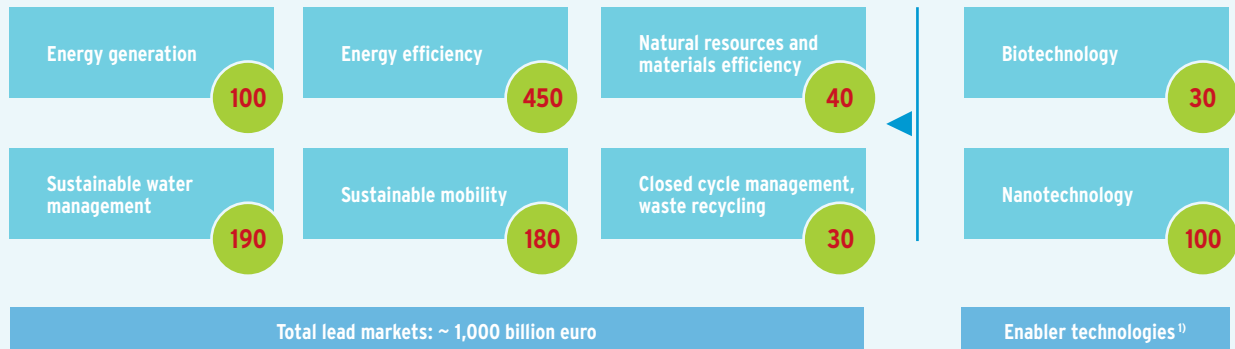 Energy generation
100
Energy efficiency
450
Natural resources and
materials efficiency
40
Biotechnology
30
Sustainable water
management
190
Sustainable mobility
180
Closed cycle management,
waste recycling
30
Nanotechnology
100
Total lead markets: ~ 1,000 billion euro
Enabler technologies 1)